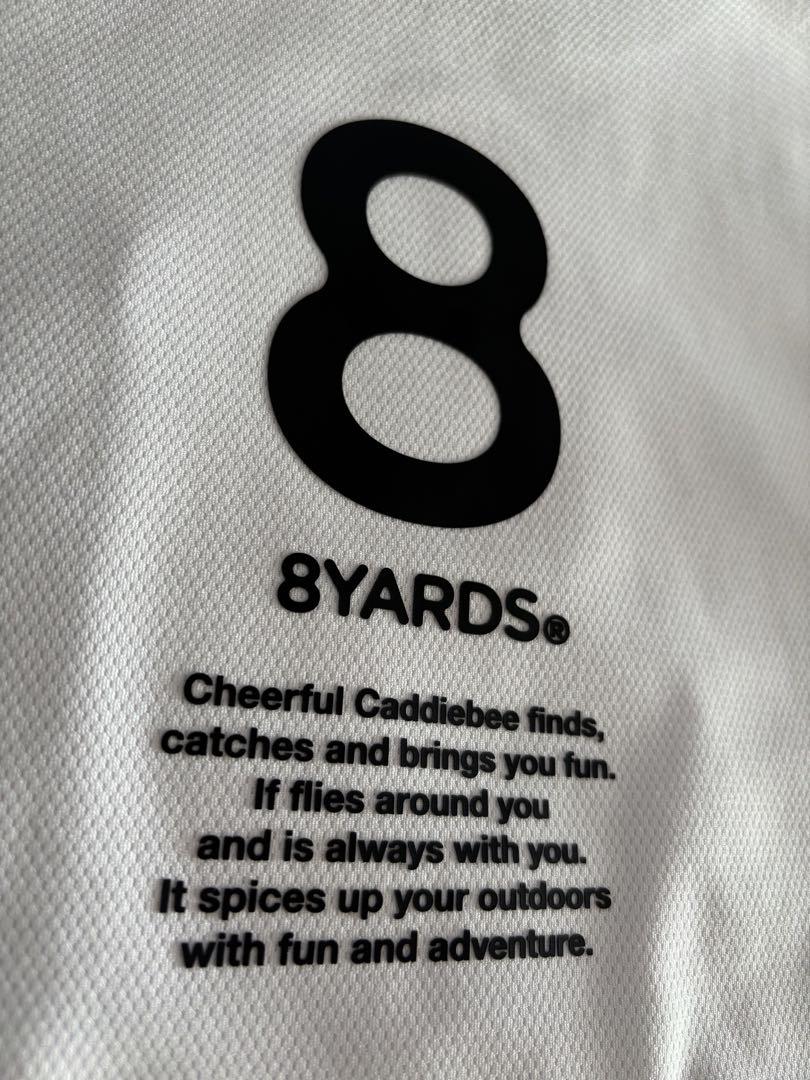 8
8YARDS®
Cheerful Caddiebee finds,
catches and brings you fun.
If flies around you
and is always with you.
It spices up your outdoors
with fun and adventure.